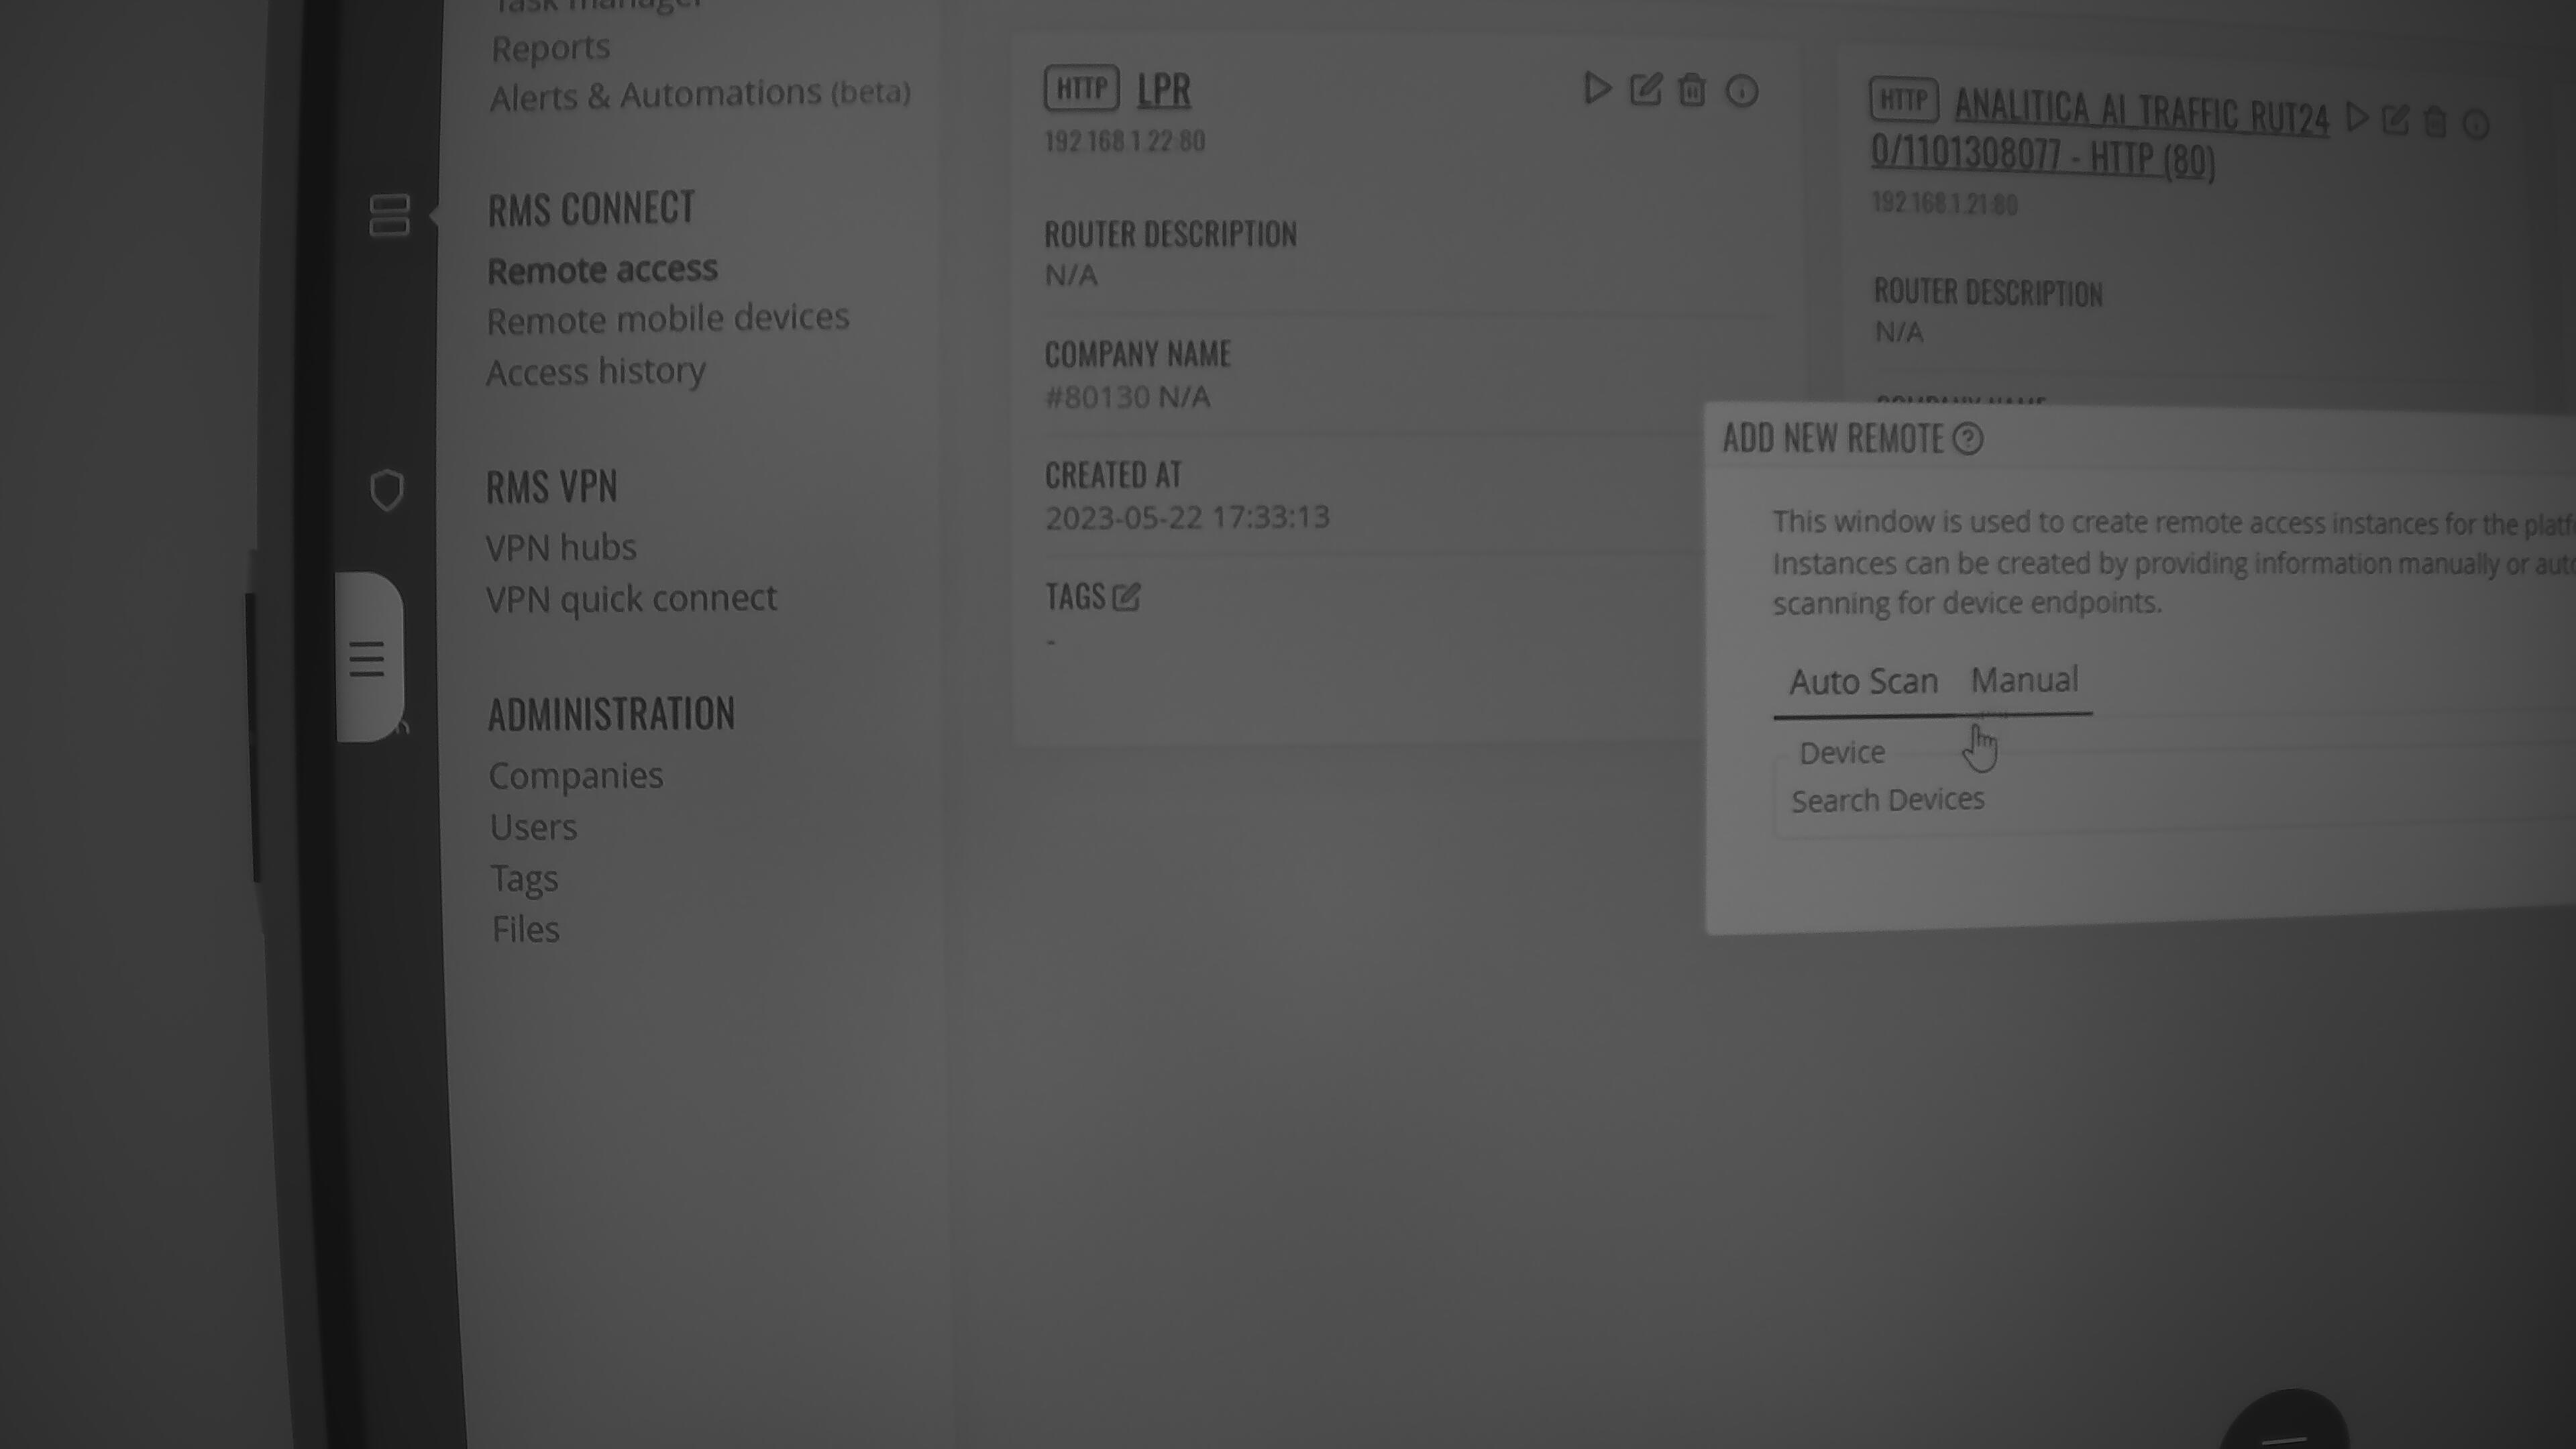 Task manager
Reports
Alerts & Automations (beta)
RMS CONNECT
Remote access
Remote mobile devices
Access history
RMS VPN
VPN hubs
VPN quick connect
ADMINISTRATION
Companies
Users
Tags
Files
HTTP LPR
192.168.1.22:80
ROUTER DESCRIPTION
N/A
COMPANY NAME
#80130 N/A
CREATED AT
2023-05-22 17:33:13
TAGS
-
HTTP ANALITICA AI TRAFFIC RUT24
0/1101308077 - HTTP (80)
192.168.1.21:80
ROUTER DESCRIPTION
N/A
COMPANY NAME
ADD NEW REMOTE
This window is used to create remote access instances for the platf
Instances can be created by providing information manually or auto
scanning for device endpoints.
Auto Scan Manual
Device
Search Devices